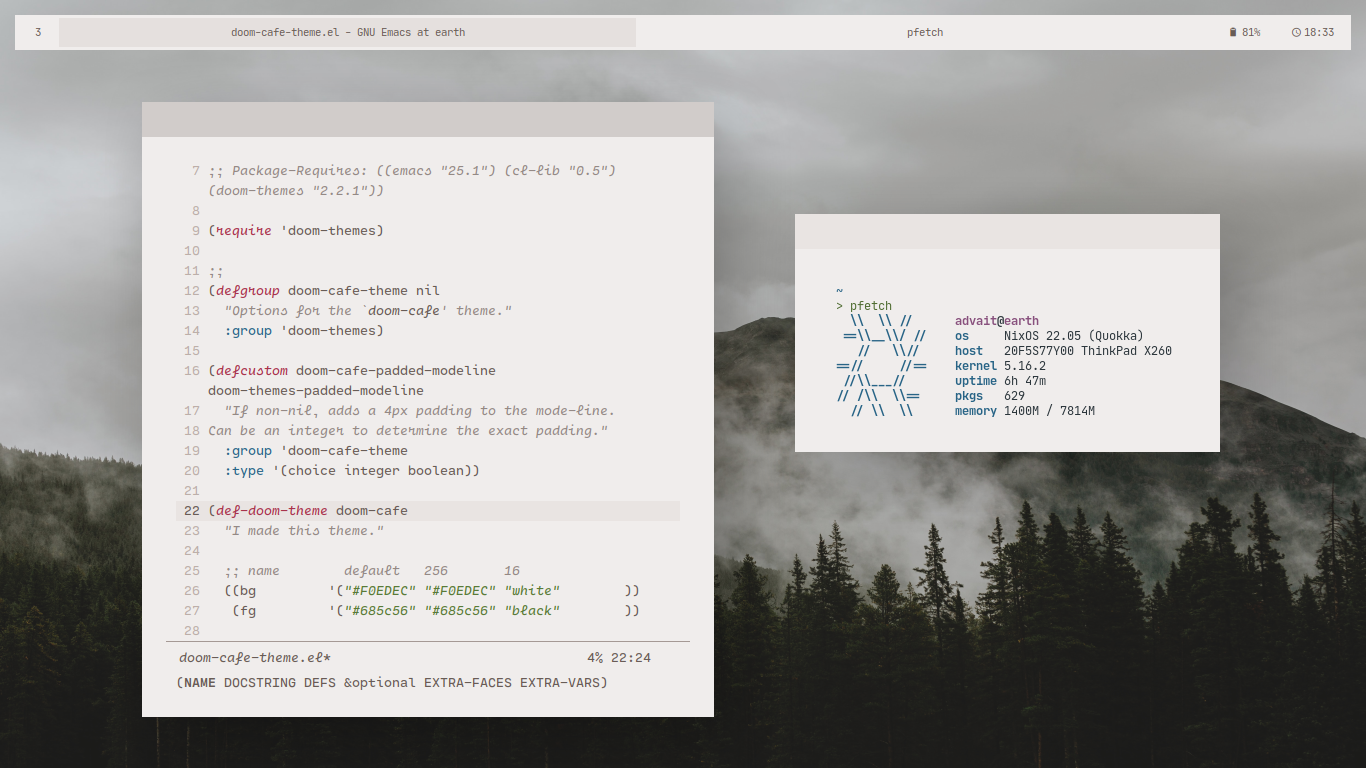 3
doom-cafe-theme.el – GNU Emacs at earth
pfetch
81%
18:33
7 ;; Package-Requires: ((emacs "25.1") (cl-lib "0.5")
(doom-themes "2.2.1"))
8
9 (require 'doom-themes)
10
11 ;;
12 (defgroup doom-cafe-theme nil
13 "Options for the `doom-cafe' theme."
14 :group 'doom-themes)
15
16 (defcustom doom-cafe-padded-modeline
doom-themes-padded-modeline
17 "If non-nil, adds a 4px padding to the mode-line.
18 Can be an integer to determine the exact padding."
19 :group 'doom-cafe-theme
20 :type '(choice integer boolean))
21
22 (def-doom-theme doom-cafe
23 "I made this theme."
24
25 ;; name default 256 16
26 ((bg '("#F0EDEC" "#F0EDEC" "white" ))
27 (fg '("#685c56" "#685c56" "black" ))
28
doom-cafe-theme.el* 4% 22:24
(NAME DOCSTRING DEFS &optional EXTRA-FACES EXTRA-VARS)
~
> pfetch
advait@earth
os NixOS 22.05 (Quokka)
host 20F5S77Y00 ThinkPad X260
kernel 5.16.2
uptime 6h 47m
pkgs 629
memory 1400M / 7814M